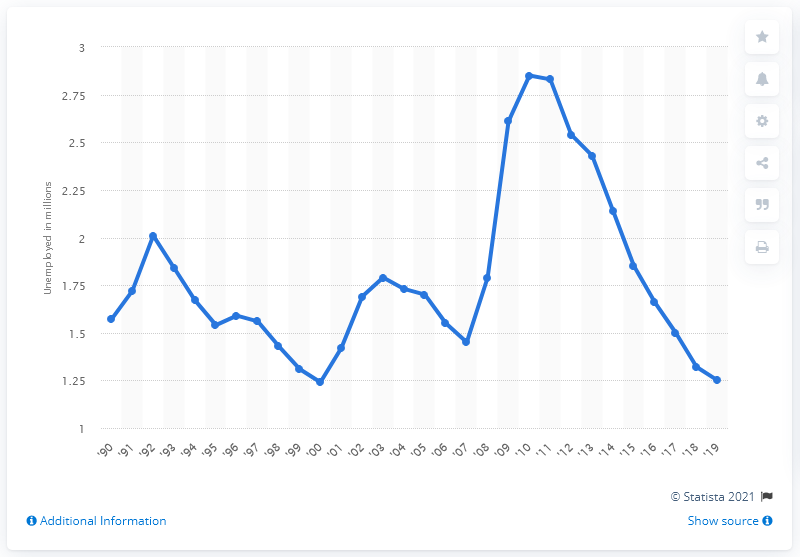 3
2.75
2.5
2.25
2
1.75
1.5
1.25
1
Unemployed in millions
'90 '91 '92 '93 '94 '95 '96 '97 '98 '99 '00 '01 '02 '03 '04 '05 '06 '07 '08 '09 '10 '11 '12 '13 '14 '15 '16 '17 '18 '19
© Statista 2021
Additional Information
Show source